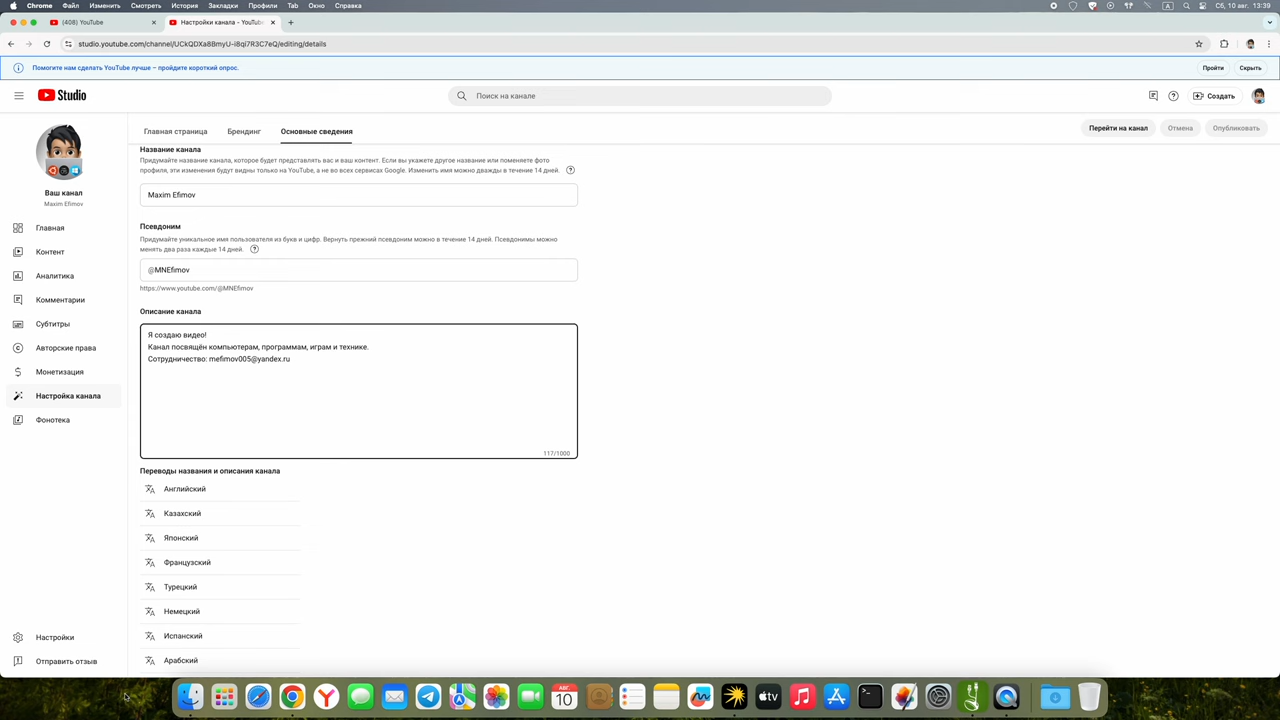 Chrome Файл Изменить Смотреть История Закладки Профили Tab Окно Справка
A
Сб, 10 авг. 13:39
(408) YouTube
Настройки канала - YouTube
studio.youtube.com/channel/UCkQDXa8BmyU-i8qi7R3C7eQ/editing/details
Помогите нам сделать YouTube лучше – пройдите короткий опрос.
Пройти
Скрыть
Studio
Поиск на канале
Создать
Главная страница
Брендинг
Основные сведения
Перейти на канал
Отмена
Опубликовать
Ваш канал
Maxim Efimov
Главная
Контент
Аналитика
Комментарии
Субтитры
Авторские права
Монетизация
Настройка канала
Фонотека
Настройки
Отправить отзыв
Название канала
Придумайте название канала, которое будет представлять вас и ваш контент. Если вы укажете другое название или поменяете фото
профиля, эти изменения будут видны только на YouTube, а не во всех сервисах Google. Изменить имя можно дважды в течение 14 дней.
Maxim Efimov
Псевдоним
Придумайте уникальное имя пользователя из букв и цифр. Вернуть прежний псевдоним можно в течение 14 дней. Псевдонимы можно
менять два раза каждые 14 дней.
@MNEfimov
https://www.youtube.com/@MNEfimov
Описание канала
Я создаю видео!
Канал посвящён компьютерам, программам, играм и технике.
Сотрудничество: mefimov005@yandex.ru
117/1000
Переводы названия и описания канала
Английский
Казахский
Японский
Французский
Турецкий
Немецкий
Испанский
Арабский
АВГ.
10